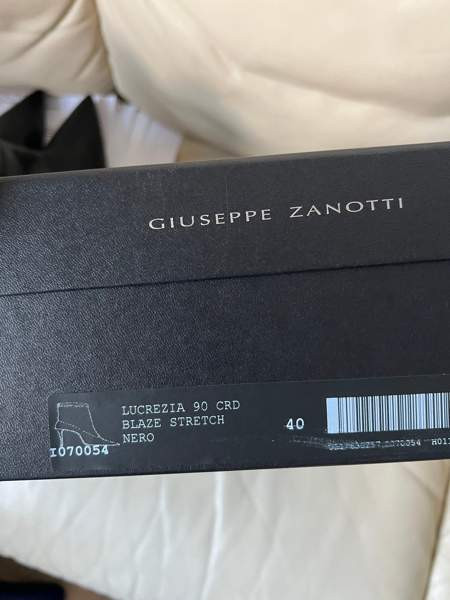 GIUSEPPE ZANOTTI
LUCREZIA 90 CRD
BLAZE STRETCH
NERO
40
I070054